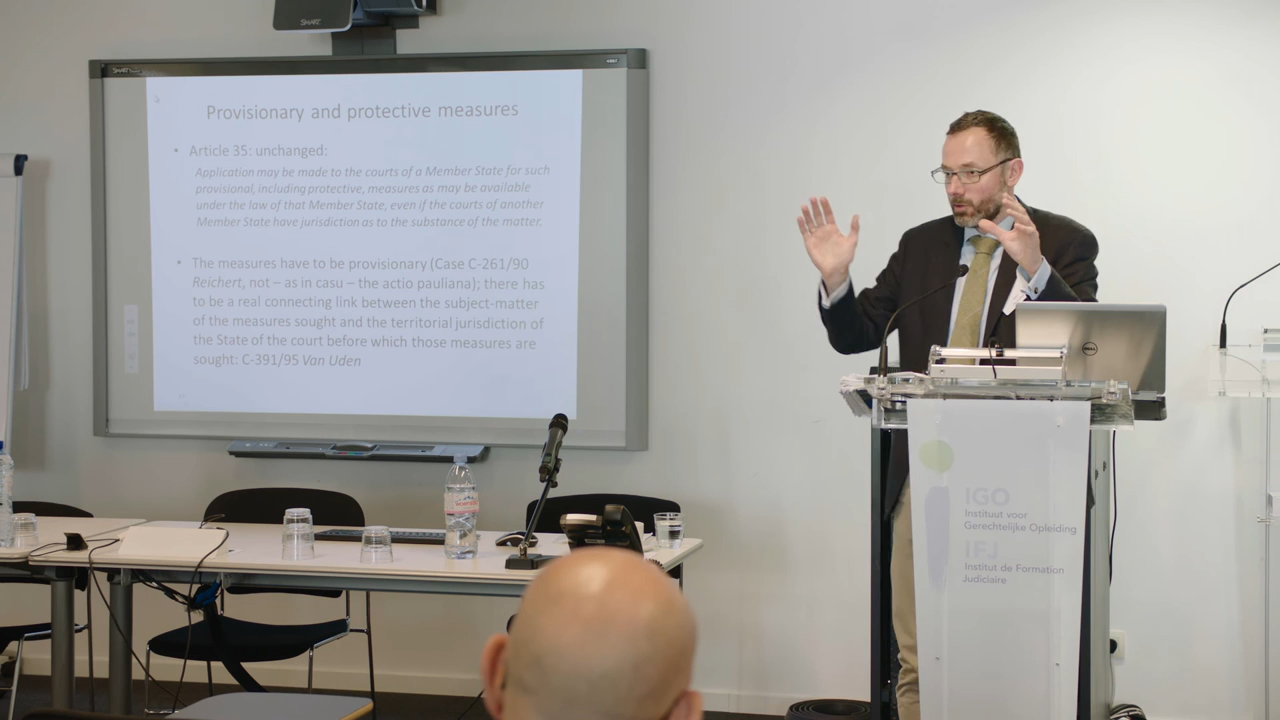 SMART
SMART
Provisionary and protective measures
• Article 35: unchanged:
Application may be made to the courts of a Member State for such
provisional, including protective, measures as may be available
under the law of that Member State, even if the courts of another
Member State have jurisdiction as to the substance of the matter.
• The measures have to be provisionary (Case C-261/90
Reichert, not – as in casu – the actio pauliana); there has
to be a real connecting link between the subject-matter
of the measures sought and the territorial jurisdiction of
the State of the court before which those measures are
sought: C-391/95 Van Uden
DELL
IGO
Instituut voor
Gerechtelijke Opleiding
IFJ
Institut de Formation
Judiciaire